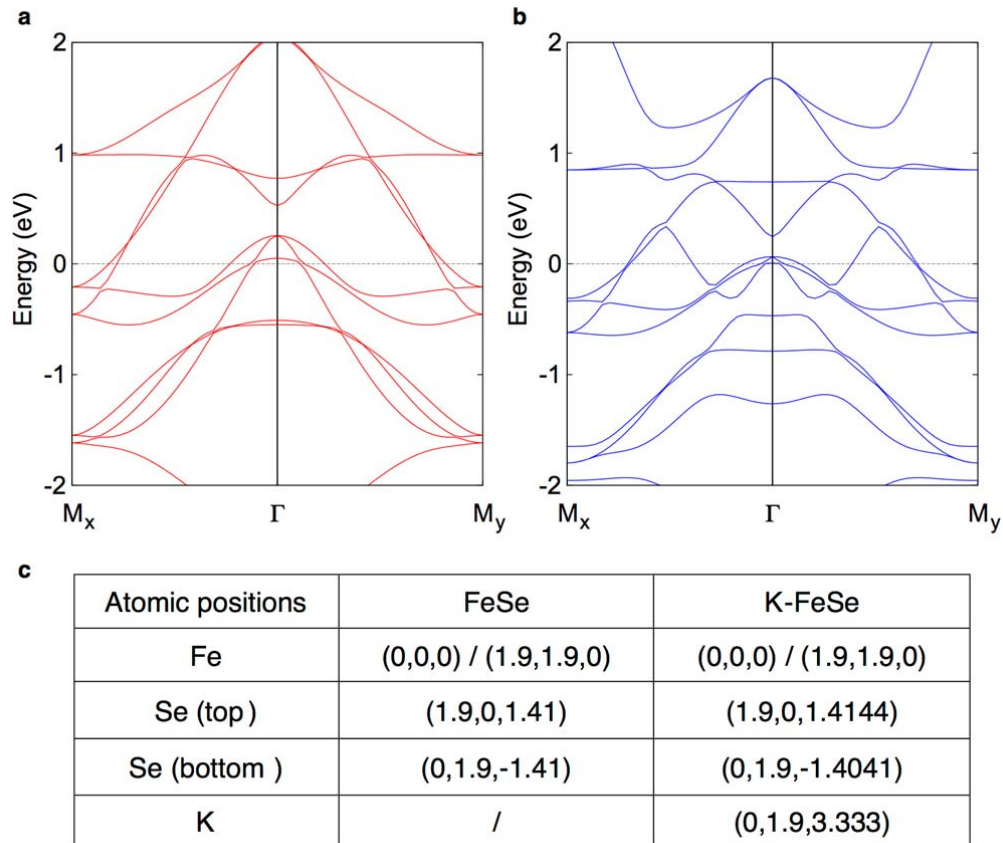 a
b
2
1
0
-1
-2
Energy (eV)
Mx
Γ
My
2
1
0
-1
-2
Energy (eV)
Mx
Γ
My
c
Atomic positions FeSe K-FeSe
Fe (0,0,0) / (1.9,1.9,0) (0,0,0) / (1.9,1.9,0)
Se (top) (1.9,0,1.41) (1.9,0,1.4144)
Se (bottom ) (0,1.9,-1.41) (0,1.9,-1.4041)
K / (0,1.9,3.333)